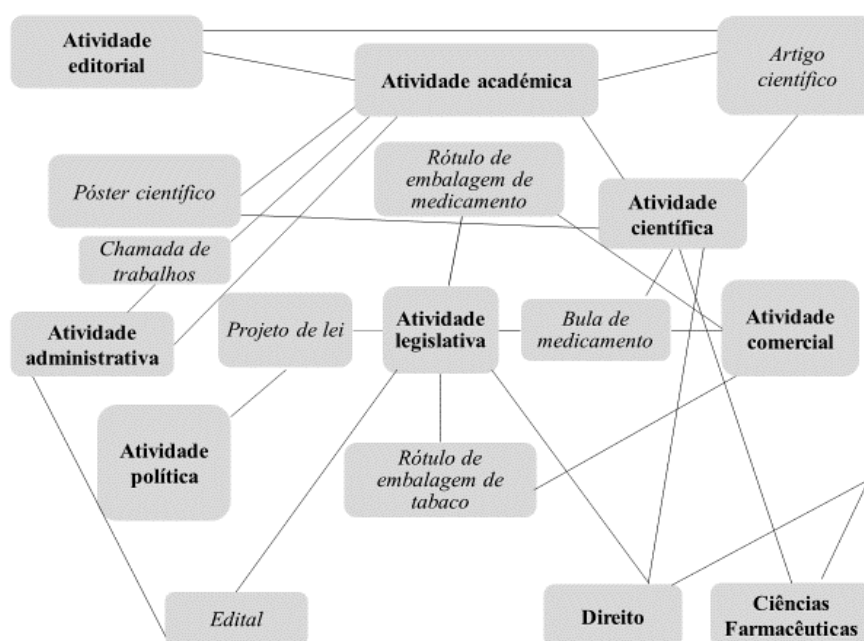 Atividade
editorial
Atividade académica
Artigo
científico
Póster científico
Rótulo de
embalagem de
medicamento
Atividade
científica
Chamada de
trabalhos
Atividade
administrativa
Projeto de lei
Atividade
legislativa
Bula de
medicamento
Atividade
comercial
Atividade
política
Rótulo de
embalagem de
tabaco
Edital
Direito
Ciências
Farmacêuticas